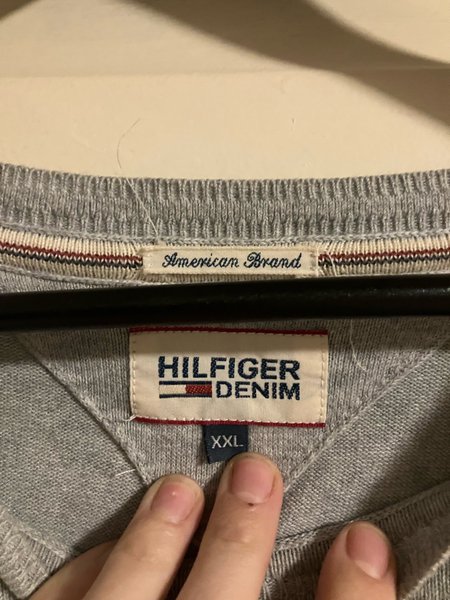 American Brand
HILFIGER
DENIM
XXL